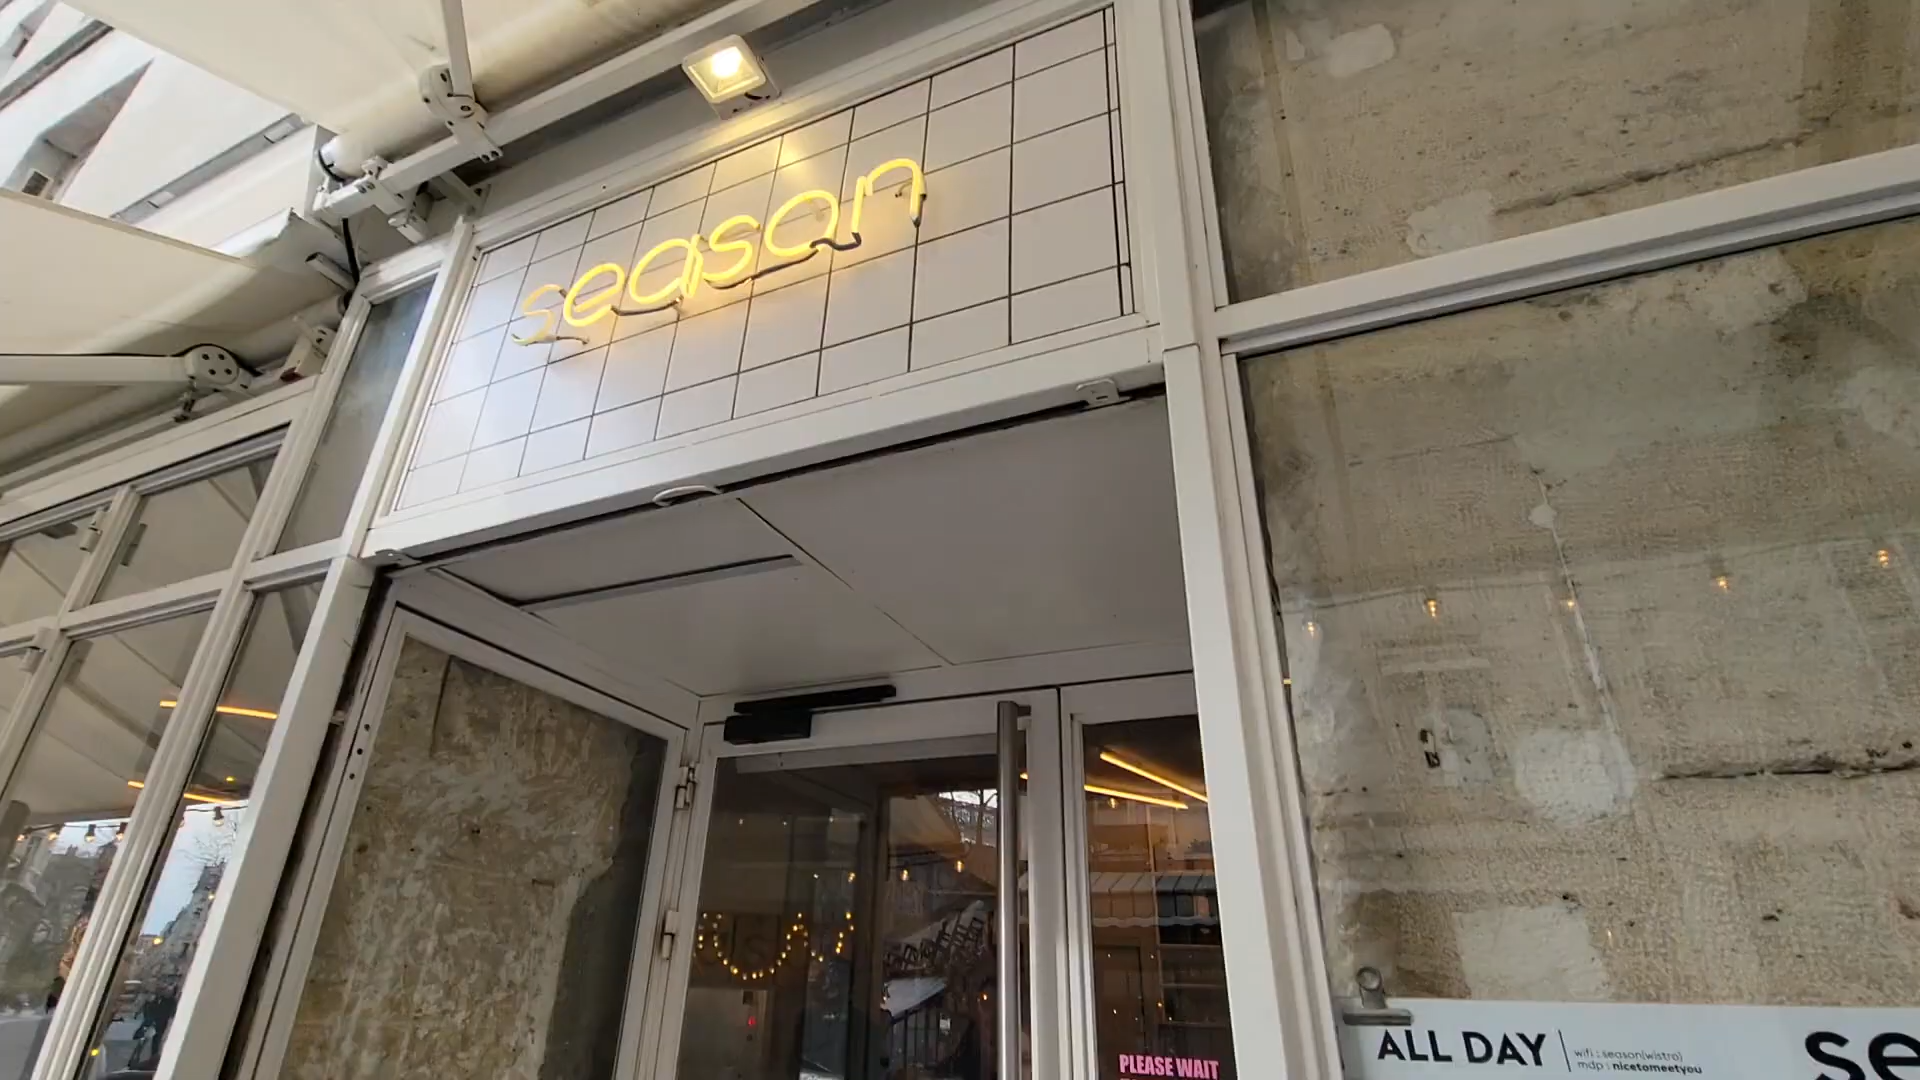 season
PLEASE WAIT
ALL DAY
wifi : season(wistro)
mdp : nicetomeetyou
se